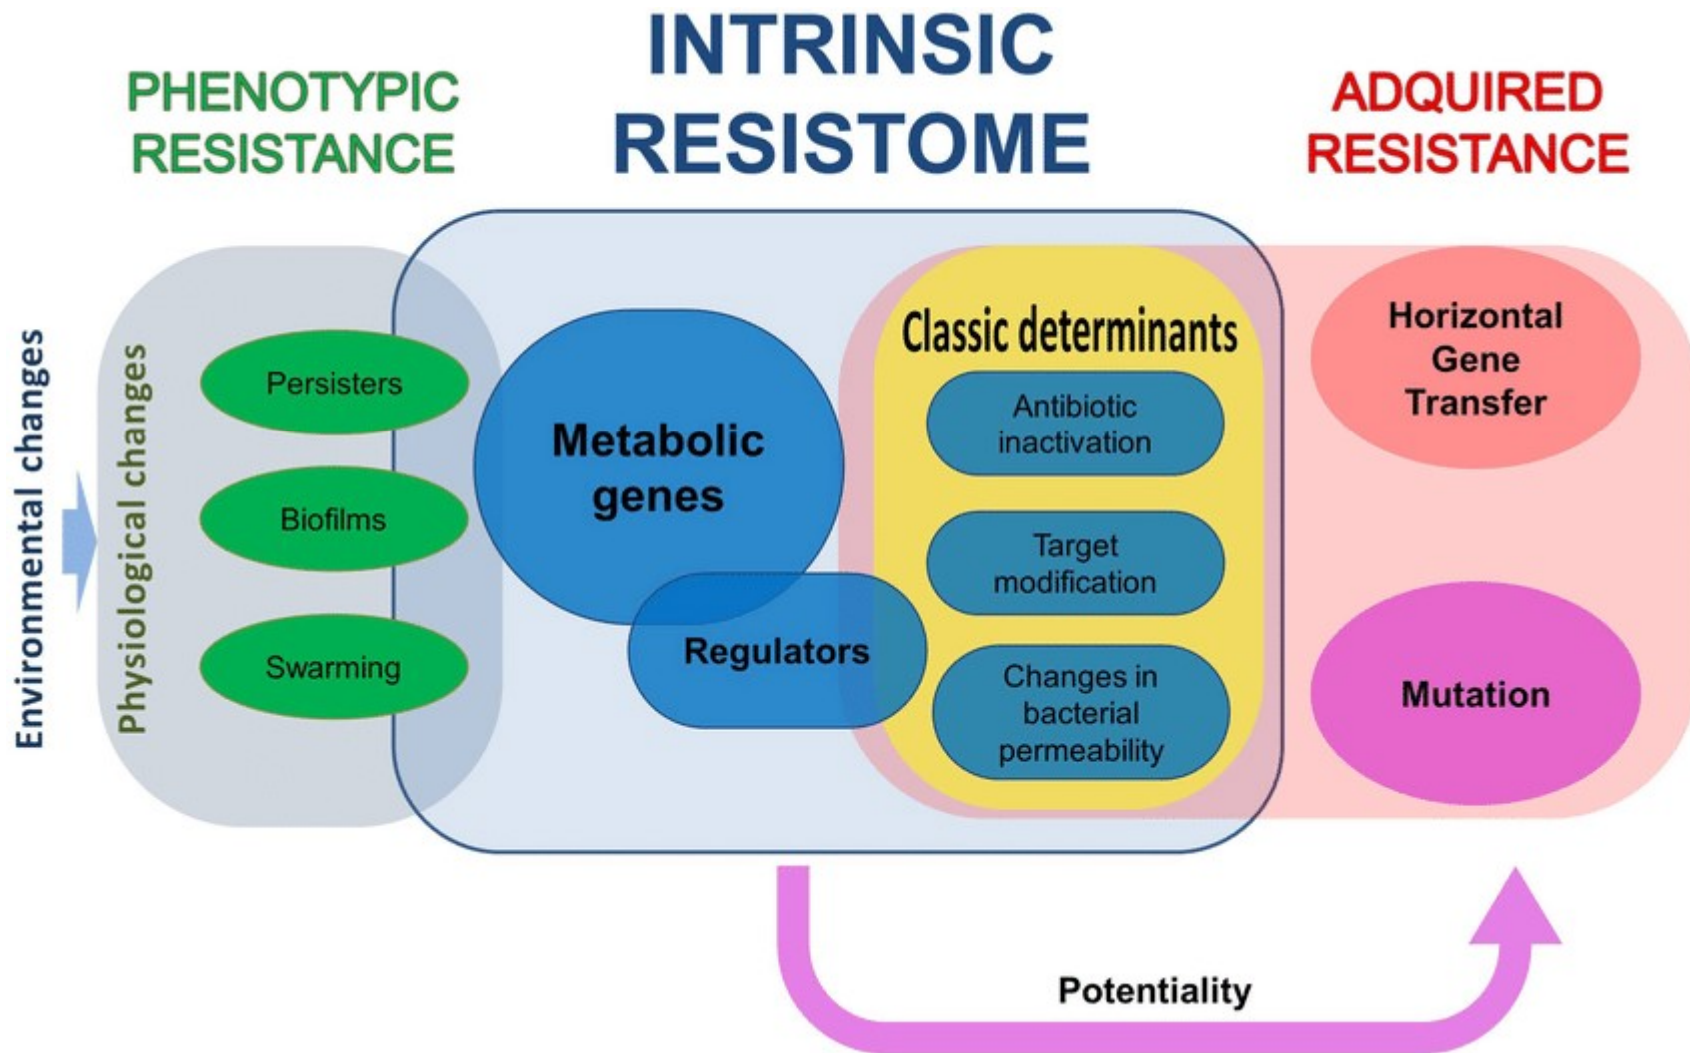 INTRINSIC
RESISTOME
PHENOTYPIC
RESISTANCE
ADQUIRED
RESISTANCE
Environmental changes
Physiological changes
Persisters
Biofilms
Swarming
Metabolic
genes
Regulators
Classic determinants
Antibiotic
inactivation
Target
modification
Changes in
bacterial
permeability
Horizontal
Gene
Transfer
Mutation
Potentiality